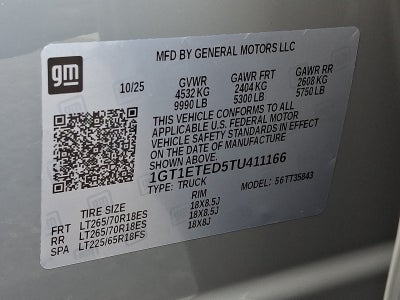 gm
MFD BY GENERAL MOTORS LLC
10/25 GVWR GAWR FRT GAWR RR
4532 KG 2404 KG 2608 KG
9990 LB 5300 LB 5750 LB
THIS VEHICLE CONFORMS TO ALL
APPLICABLE U.S. FEDERAL MOTOR
VEHICLE SAFETY STANDARDS IN EFFECT
ON THE DATE OF MANUFACTURE
SHOWN ABOVE.
1GT1ETED5TU411166
TYPE: TRUCK MODEL: 56TT35843
TIRE SIZE RIM
FRT LT265/70R18ES 18X8.5J
RR LT265/70R18ES 18X8.5J
SP LT225/65R18FS 18X8J